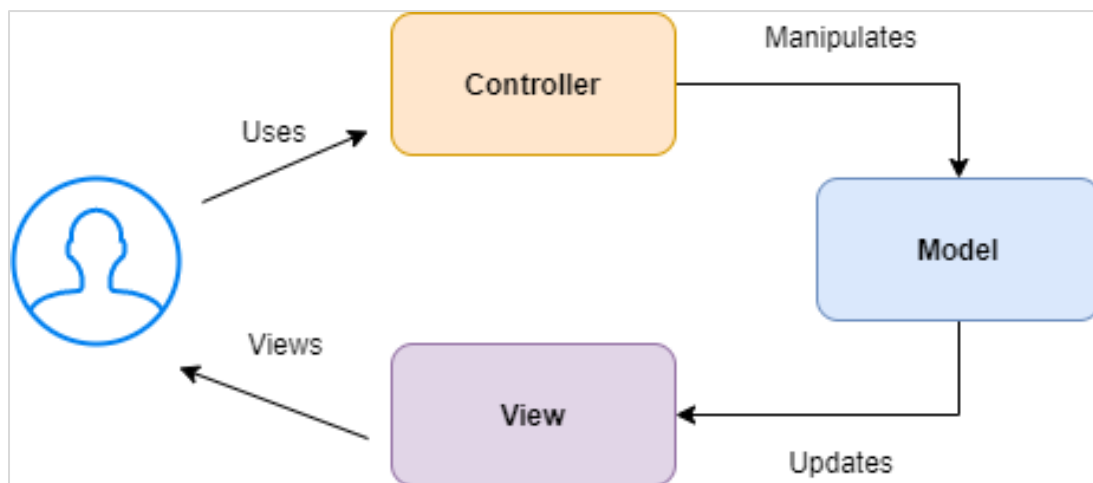 Manipulates
Controller
Uses
Model
Views
View
Updates